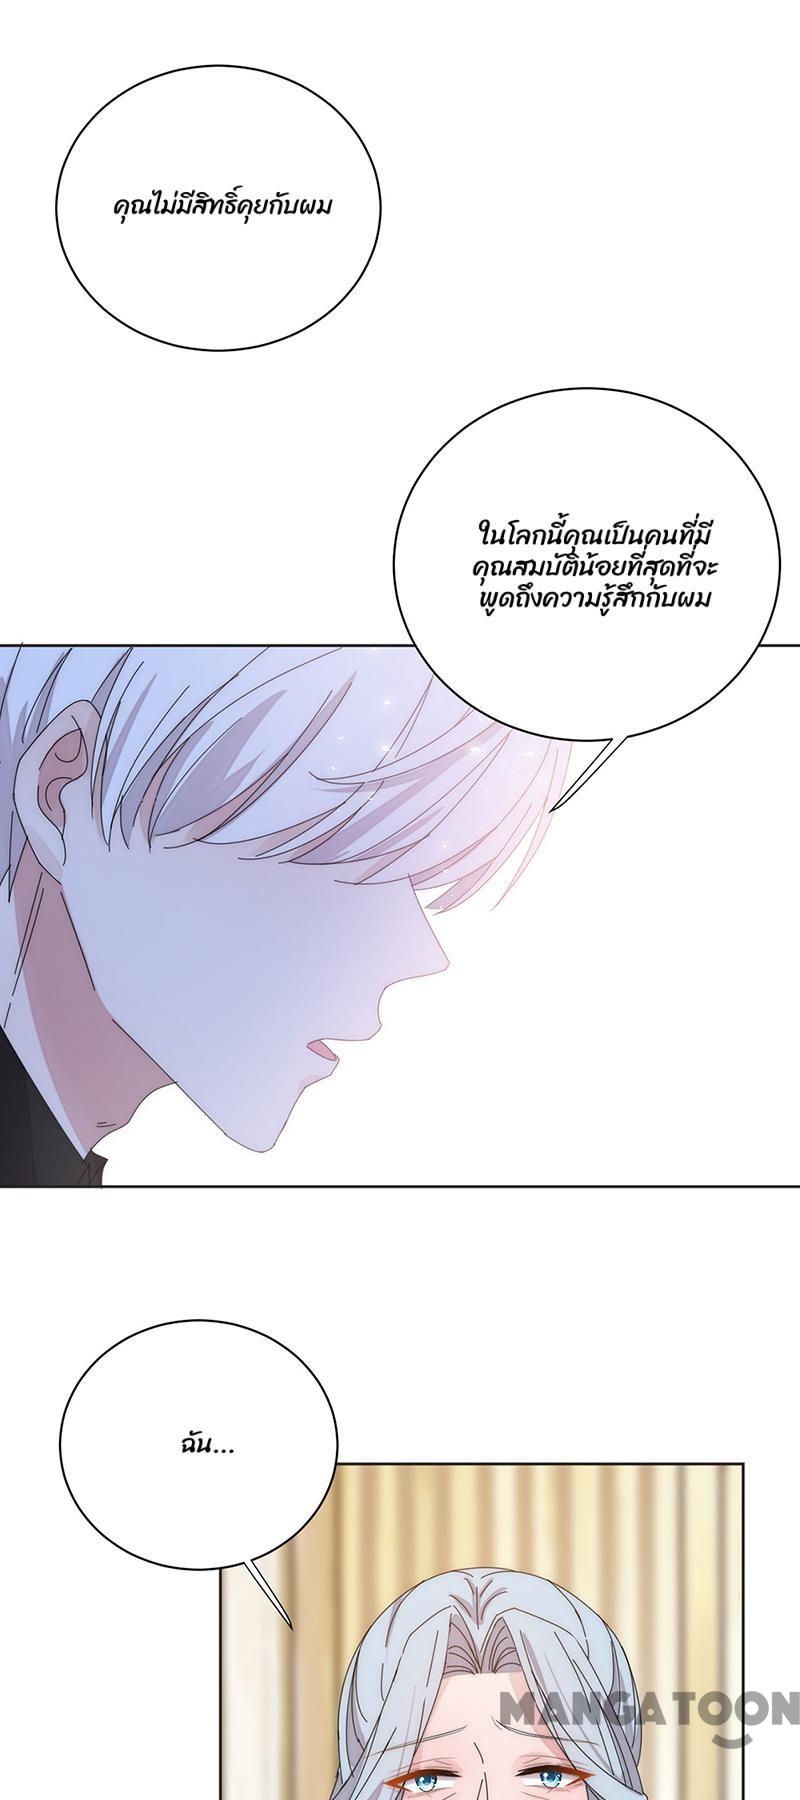 คุณไม่มีสิทธิ์คุยกับผม
ในโลกนี้คุณเป็นคนที่มี
คุณสมบัติน้อยที่สุดที่จะ
พูดถึงความรู้สึกกับผม
ฉัน...
MANGATOON